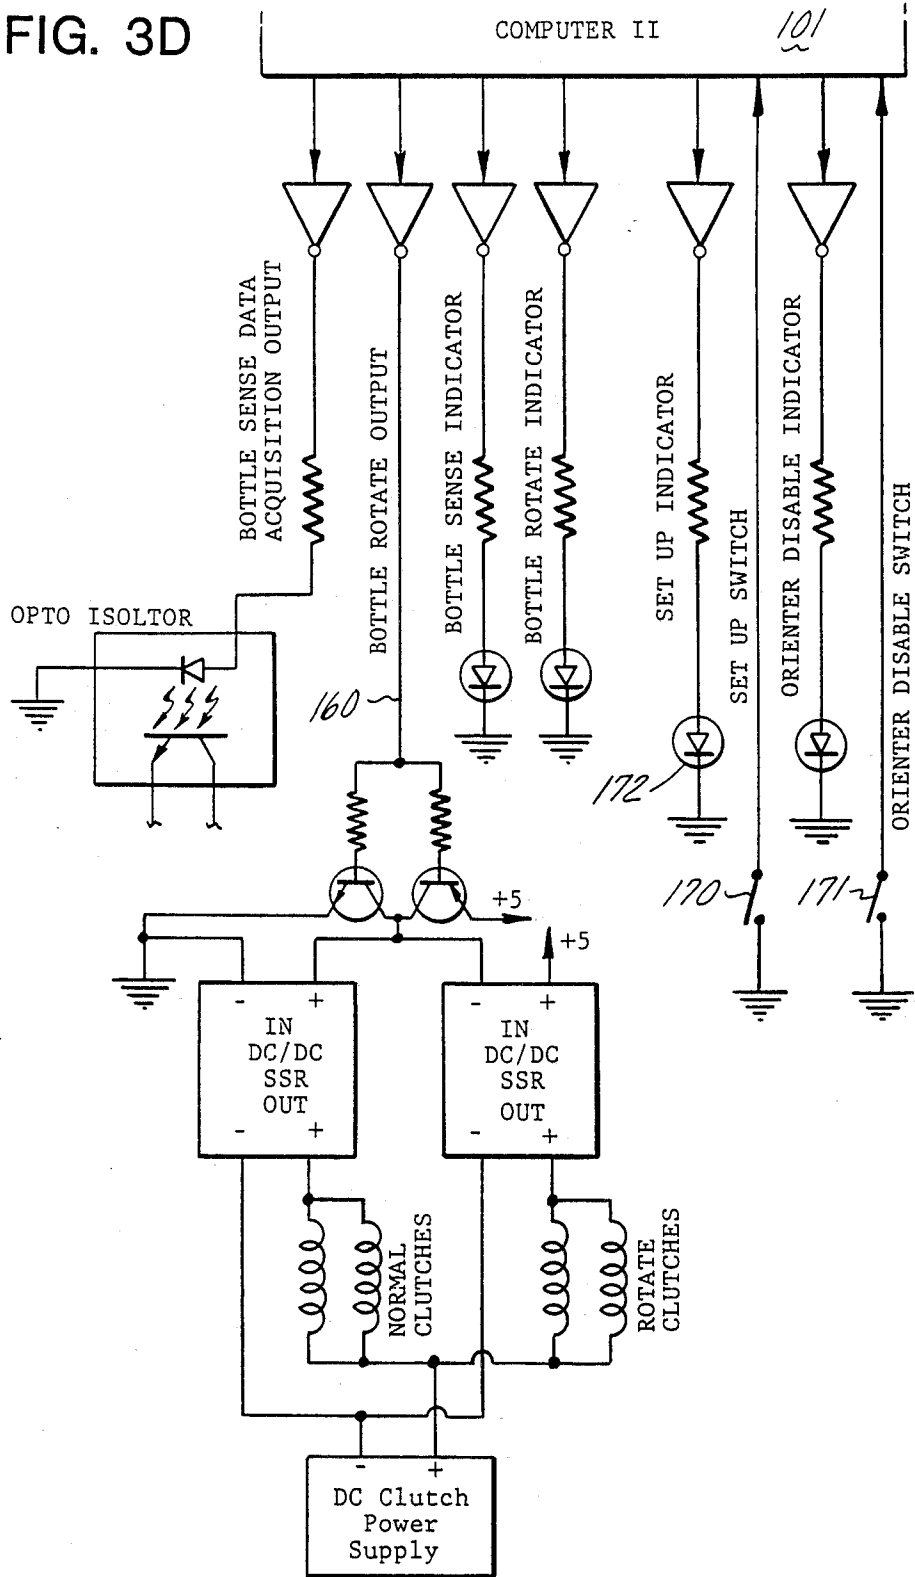 FIG. 3D
COMPUTER II
101
BOTTLE SENSE DATA
ACQUISITION OUTPUT
BOTTLE ROTATE OUTPUT
BOTTLE SENSE INDICATOR
BOTTLE ROTATE INDICATOR
SET UP INDICATOR
SET UP SWITCH
ORIENTER DISABLE INDICATOR
ORIENTER DISABLE SWITCH
OPTO ISOLTOR
160
172
170
171
+5
+5
- +
IN
DC/DC
SSR
OUT
- +
- +
IN
DC/DC
SSR
OUT
- +
NORMAL
CLUTCHES
ROTATE
CLUTCHES
- +
DC Clutch
Power
Supply